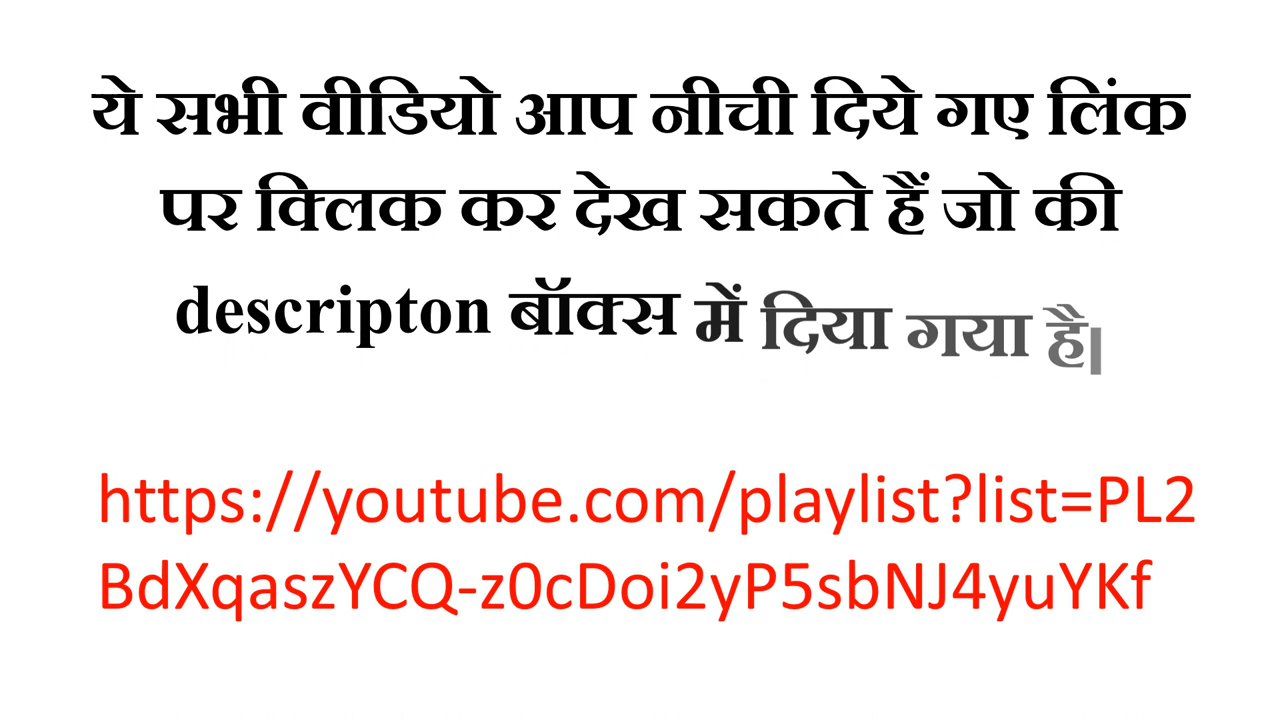 ये सभी वीडियो आप नीची दिये गए लिंक
पर क्लिक कर देख सकते हैं जो की
descripton बॉक्स में दिया गया है|
https://youtube.com/playlist?list=PL2
BdXqaszYCQ-z0cDoi2yP5sbNJ4yuYKf